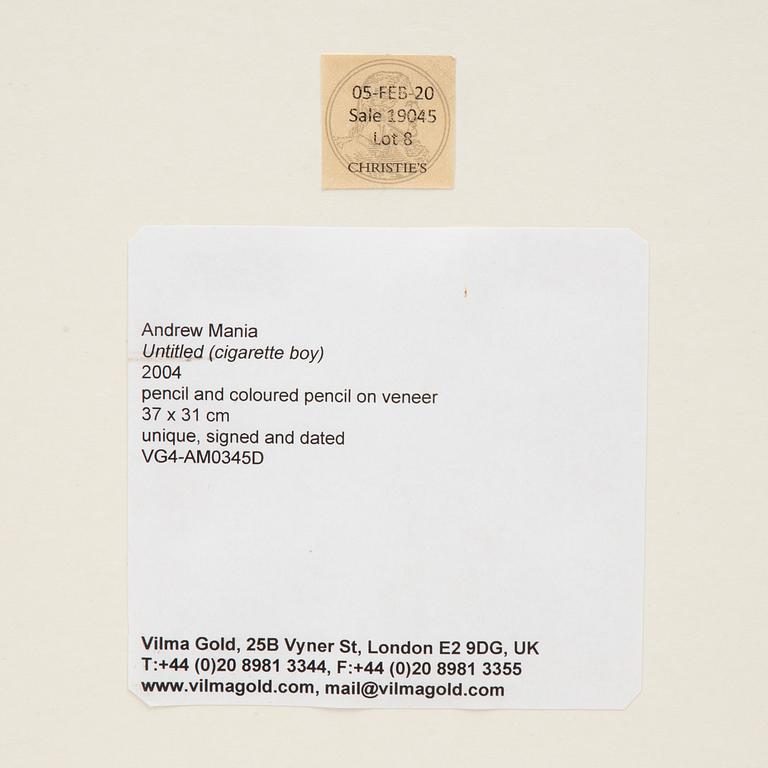 05-FEB-20
Sale 19045
Lot 8
CHRISTIE'S
Andrew Mania
Untitled (cigarette boy)
2004
pencil and coloured pencil on veneer
37 x 31 cm
unique, signed and dated
VG4-AM0345D
Vilma Gold, 25B Vyner St, London E2 9DG, UK
T:+44 (0)20 8981 3344, F:+44 (0)20 8981 3355
www.vilmagold.com, mail@vilmagold.com